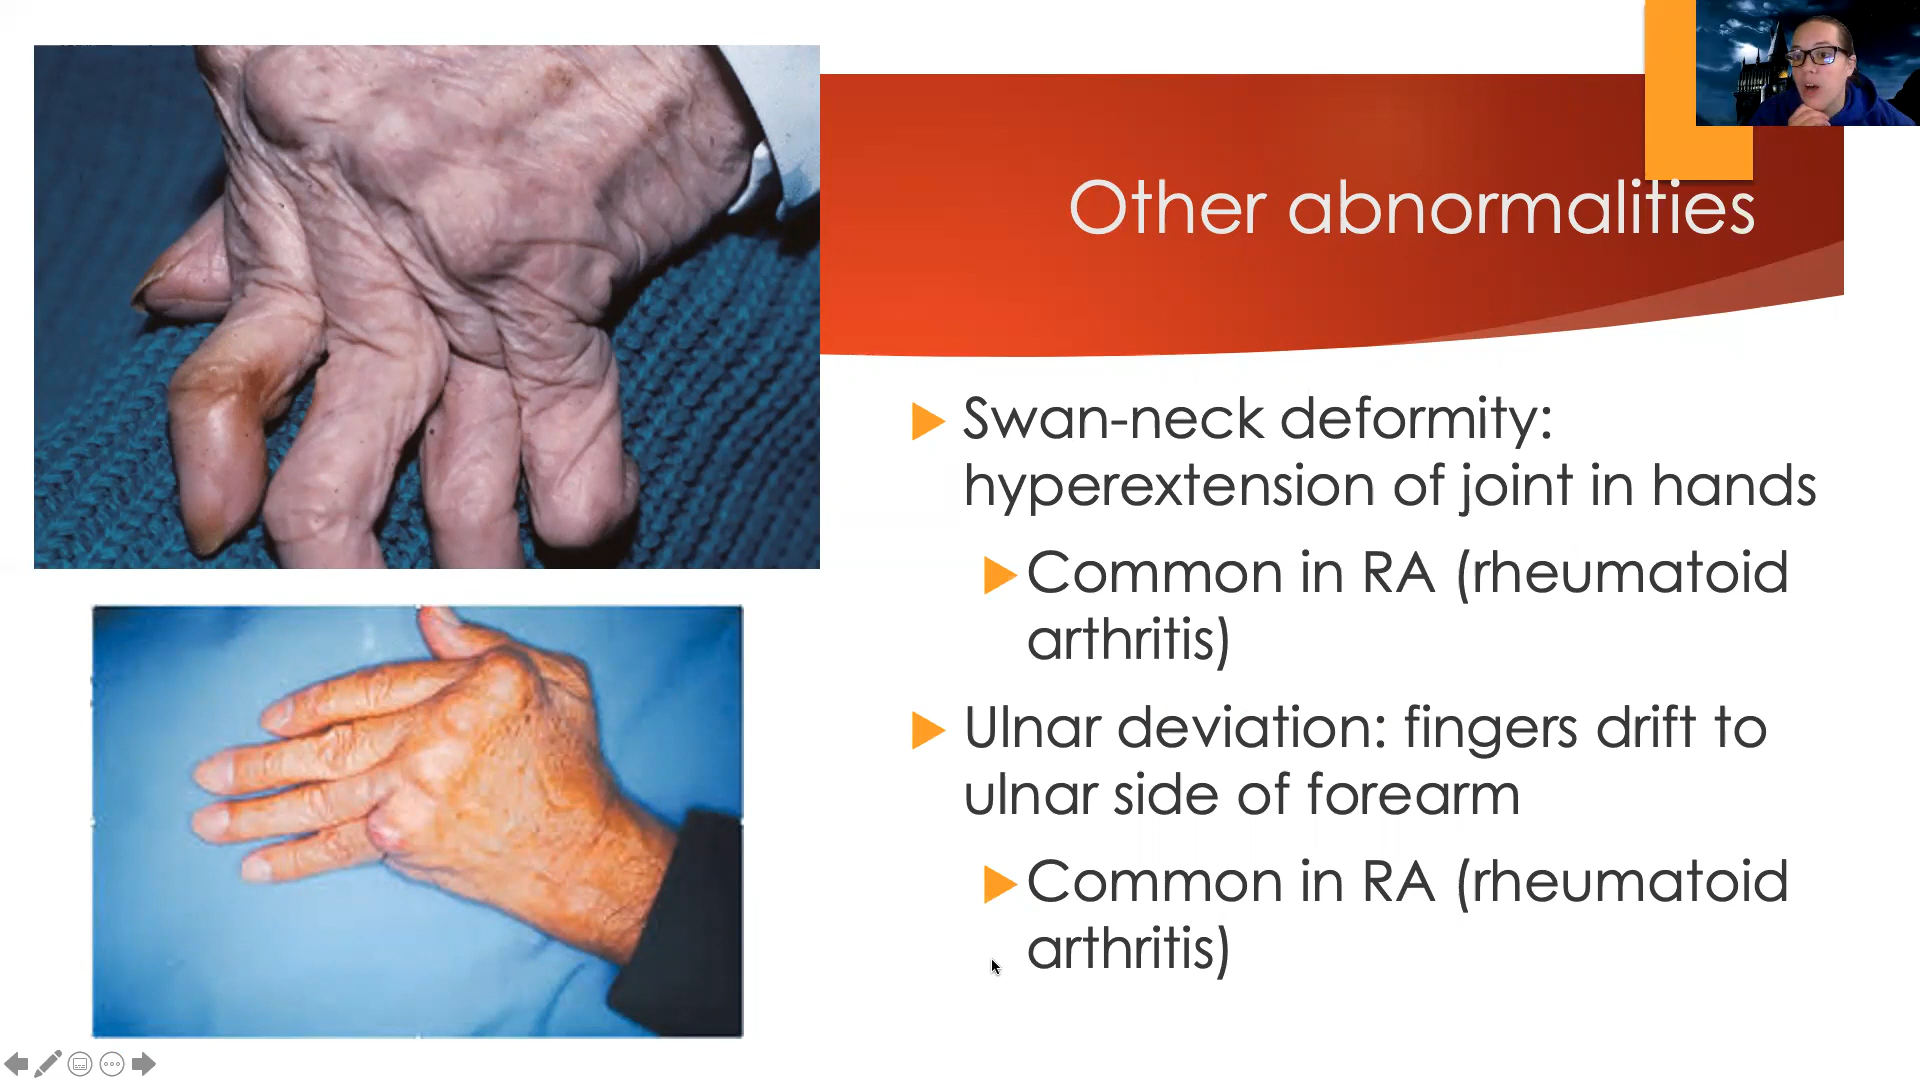 Other abnormalities
Swan-neck deformity:
hyperextension of joint in hands
Common in RA (rheumatoid
arthritis)
Ulnar deviation: fingers drift to
ulnar side of forearm
Common in RA (rheumatoid
arthritis)